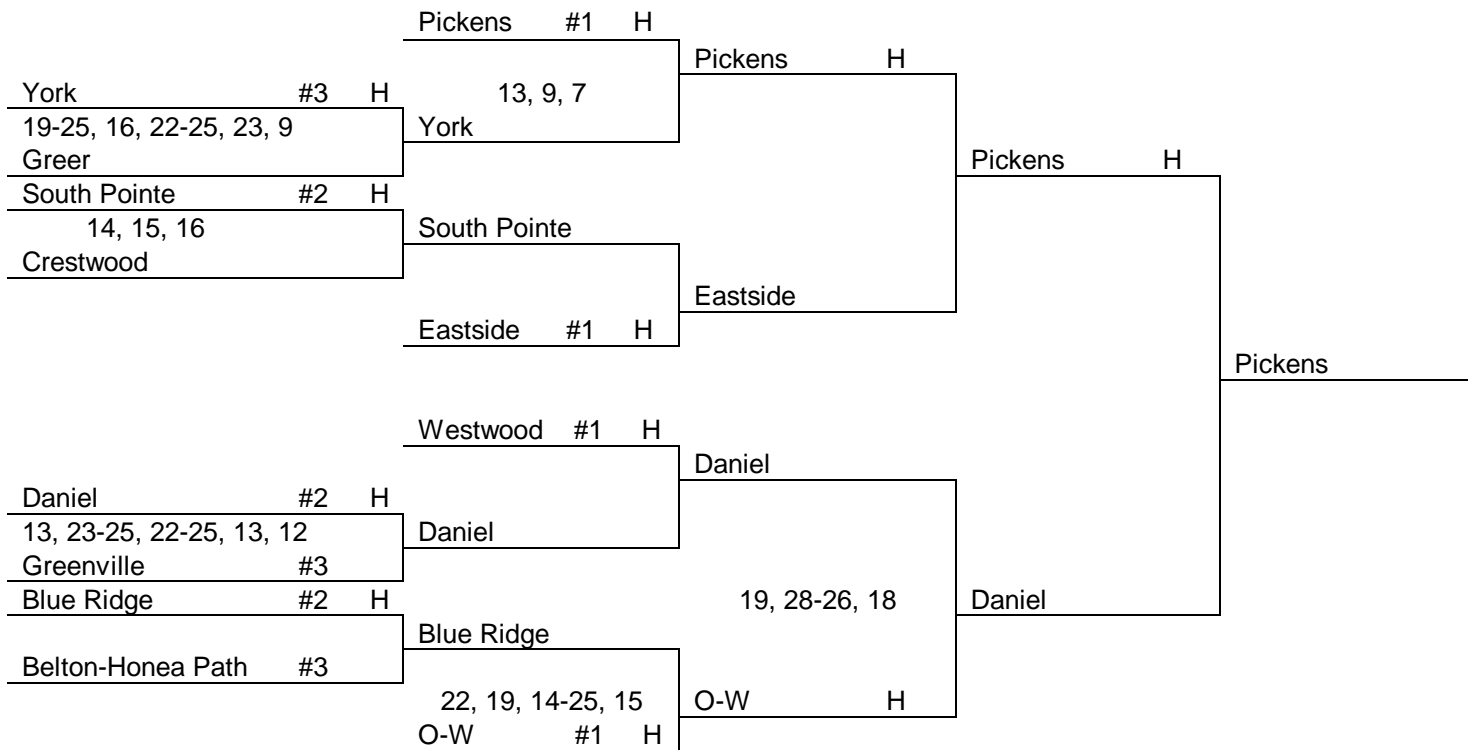 Pickens #1 H
Pickens H
York #3 H
13, 9, 7
19-25, 16, 22-25, 23, 9
York
Greer
Pickens H
South Pointe #2 H
14, 15, 16
South Pointe
Crestwood
Eastside
Eastside #1 H
Pickens
Westwood #1 H
Daniel
Daniel #2 H
13, 23-25, 22-25, 13, 12
Daniel
Greenville #3
Blue Ridge #2 H
19, 28-26, 18
Daniel
Blue Ridge
Belton-Honea Path #3
22, 19, 14-25, 15
O-W H
O-W #1 H